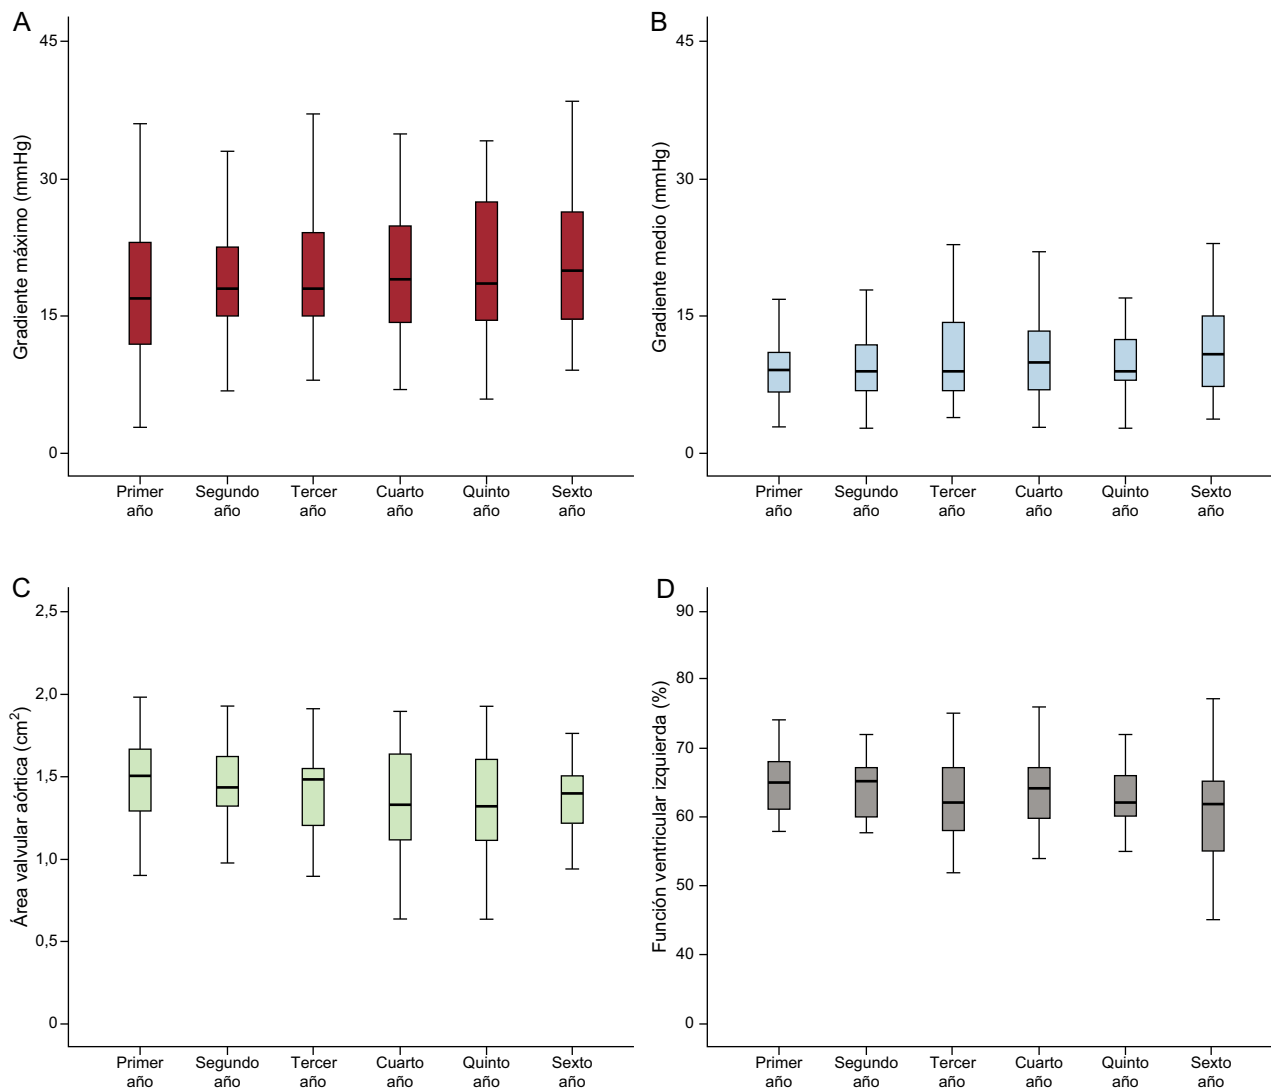 A
Gradiente máximo (mmHg)
45
30
15
0
Primer año
Segundo año
Tercer año
Cuarto año
Quinto año
Sexto año
B
Gradiente medio (mmHg)
45
30
15
0
Primer año
Segundo año
Tercer año
Cuarto año
Quinto año
Sexto año
C
Área valvular aórtica (cm²)
2,5
2,0
1,5
1,0
0,5
0
Primer año
Segundo año
Tercer año
Cuarto año
Quinto año
Sexto año
D
Función ventricular izquierda (%)
90
80
70
60
50
40
0
Primer año
Segundo año
Tercer año
Cuarto año
Quinto año
Sexto año